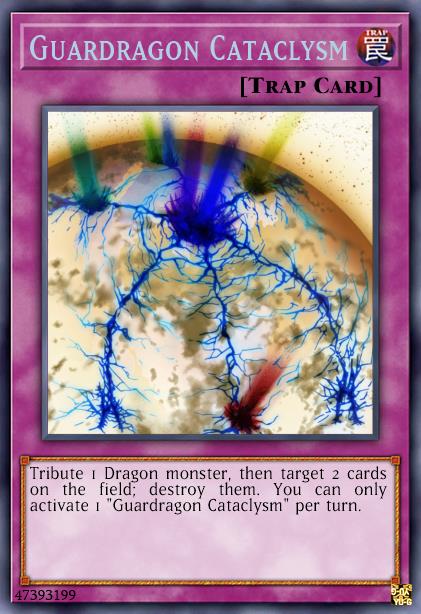 GUARDRAGON CATACLYSM
TRAP
罠
[TRAP CARD]
Tribute 1 Dragon monster, then target 2 cards
on the field; destroy them. You can only
activate 1 "Guardragon Cataclysm" per turn.
47393199